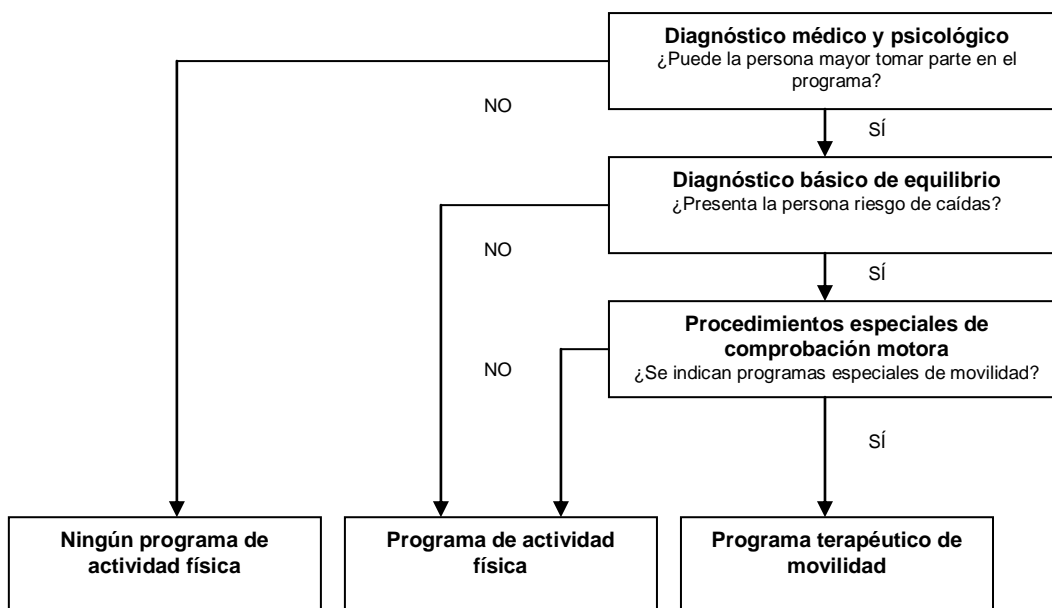 Diagnóstico médico y psicológico
¿Puede la persona mayor tomar parte en el
programa?
NO
SÍ
Diagnóstico básico de equilibrio
¿Presenta la persona riesgo de caídas?
NO
SÍ
Procedimientos especiales de
comprobación motora
¿Se indican programas especiales de movilidad?
NO
SÍ
Ningún programa de
actividad física
Programa de actividad
física
Programa terapéutico de
movilidad